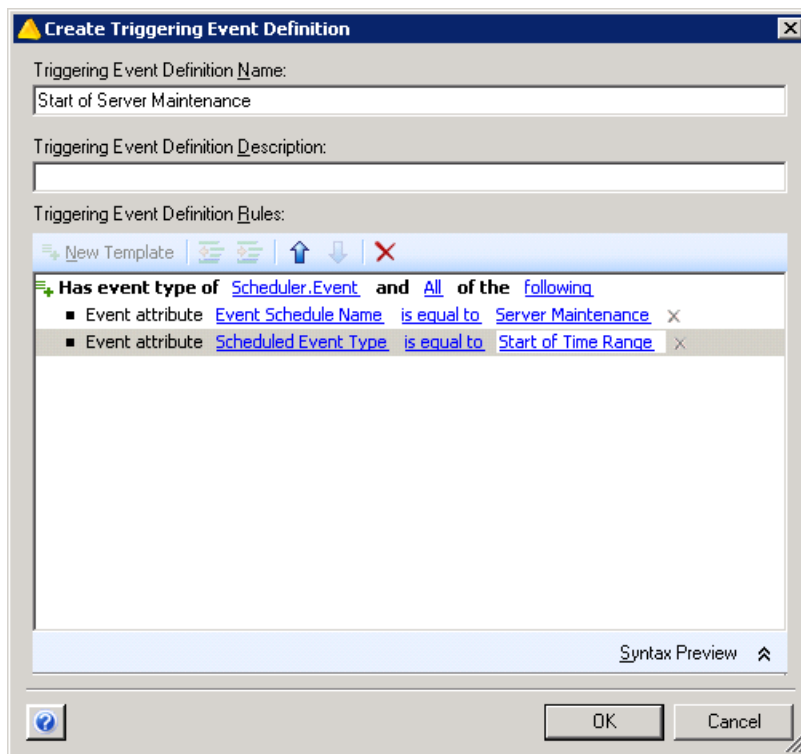 Create Triggering Event Definition
Triggering Event Definition Name:
Start of Server Maintenance
Triggering Event Definition Description:
Triggering Event Definition Rules:
New Template
Has event type of Scheduler.Event and All of the following
Event attribute Event Schedule Name is equal to Server Maintenance
Event attribute Scheduled Event Type is equal to Start of Time Range
Syntax Preview
OK Cancel